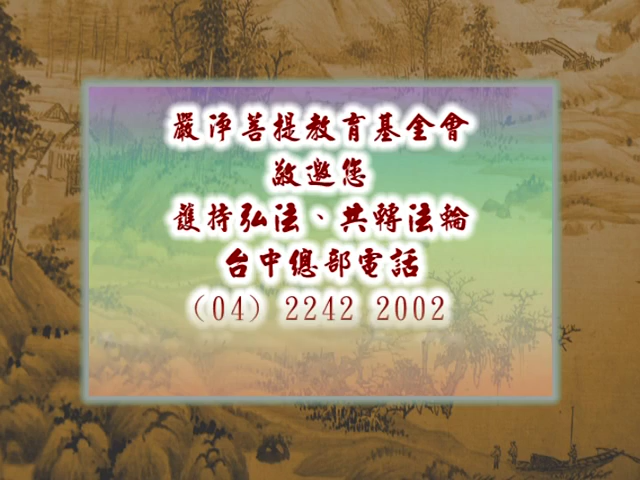 嚴淨菩提教育基金會
敬邀您
護持弘法、共轉法輪
台中總部電話
(04) 2242 2002